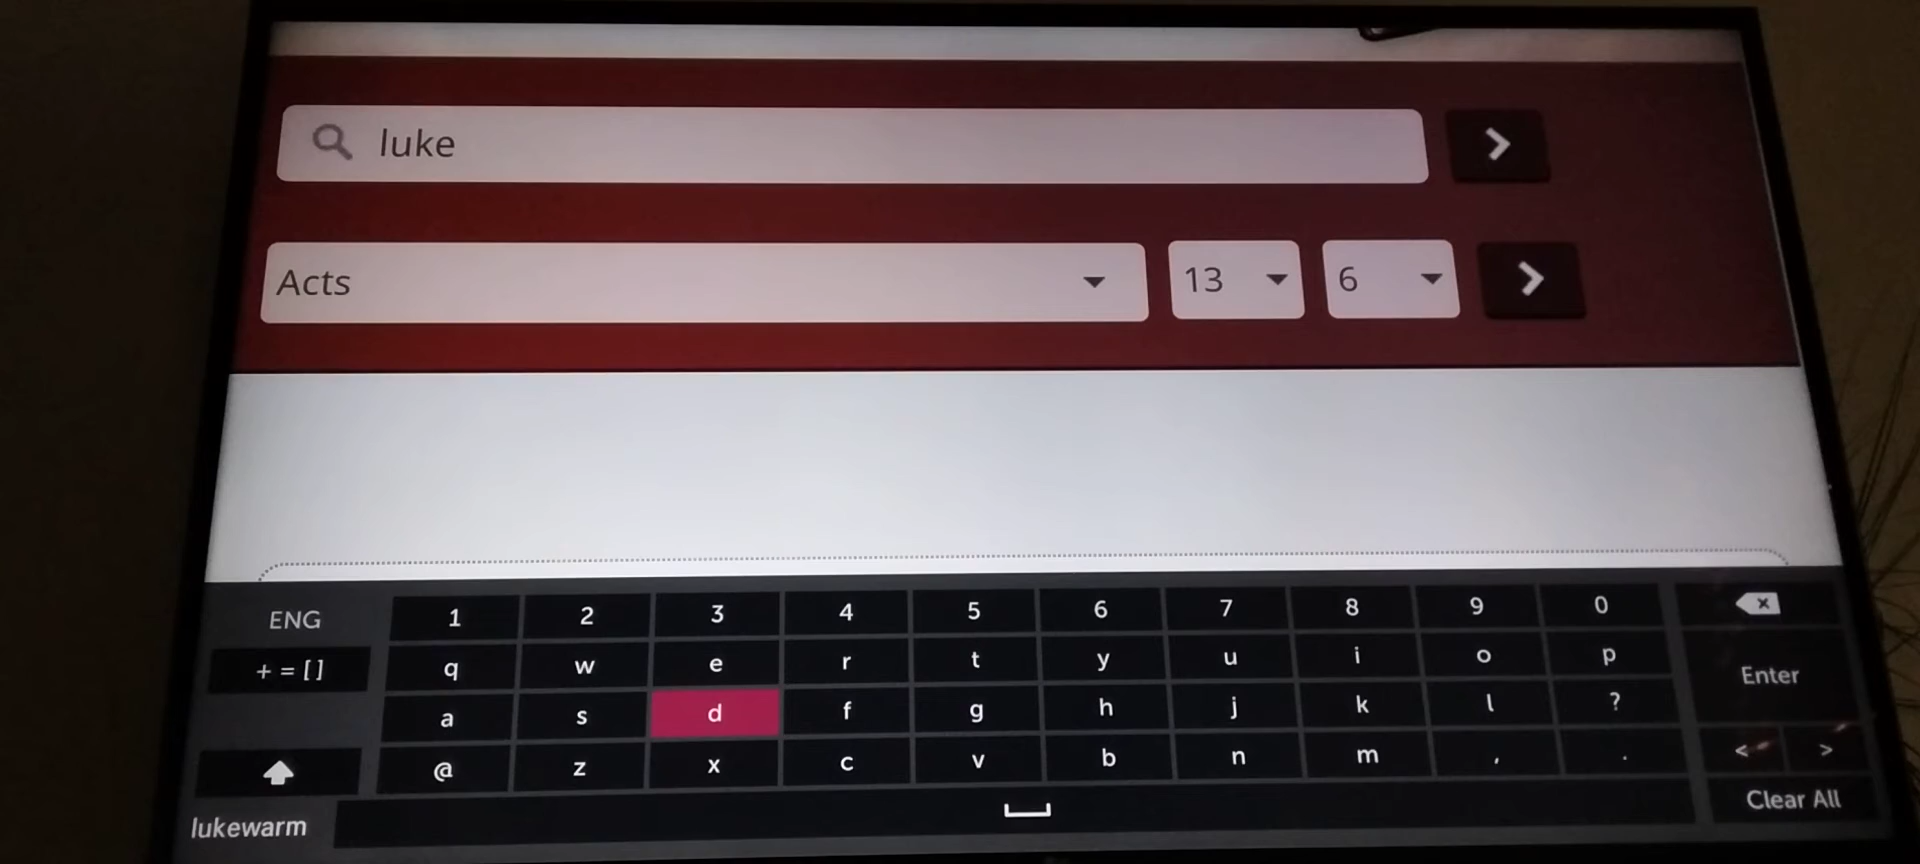 luke
Acts 13 6
ENG 1 2 3 4 5 6 7 8 9 0
+ = [ ] q w e r t y u i o p Enter
a s d f g h j k l ?
@ z x c v b n m , . < >
lukewarm Clear All